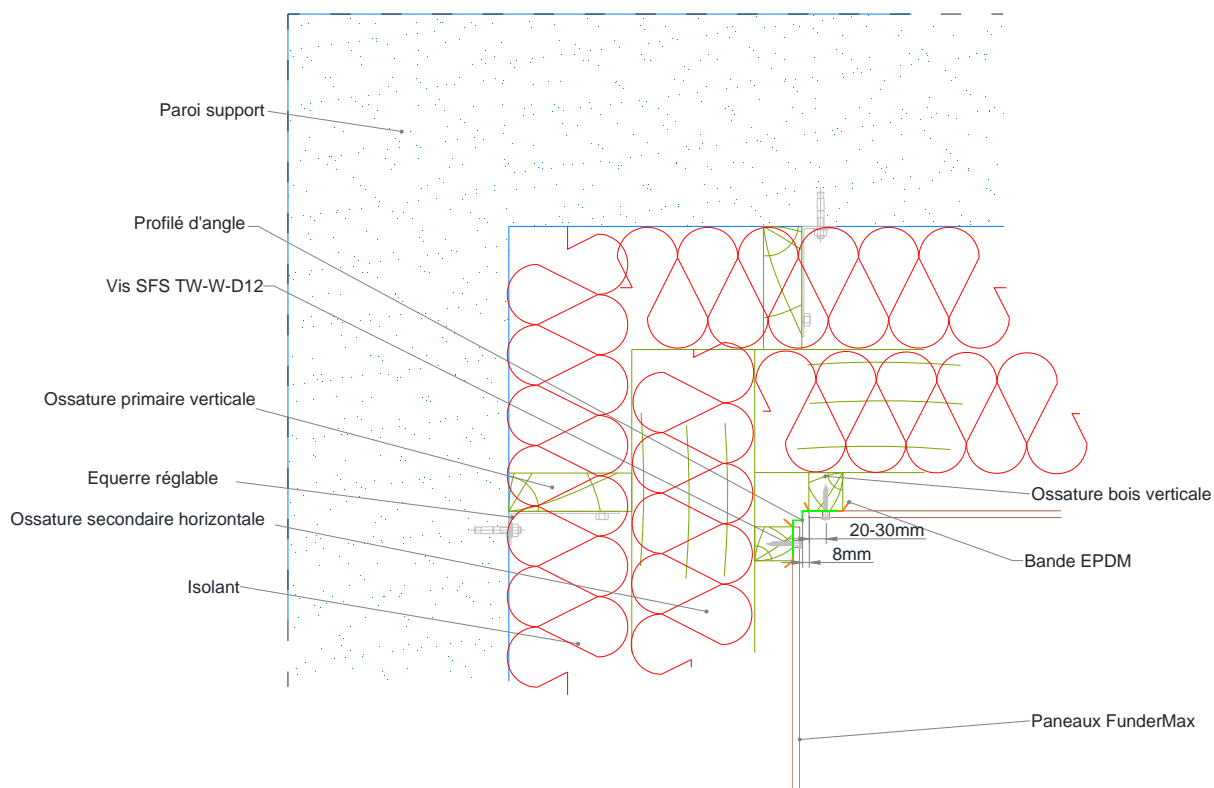 Paroi support
Profilé d'angle
Vis SFS TW-W-D12
Ossature primaire verticale
Equerre réglable
Ossature bois verticale
Ossature secondaire horizontale
20-30mm
8mm
Bande EPDM
Isolant
Paneaux FunderMax